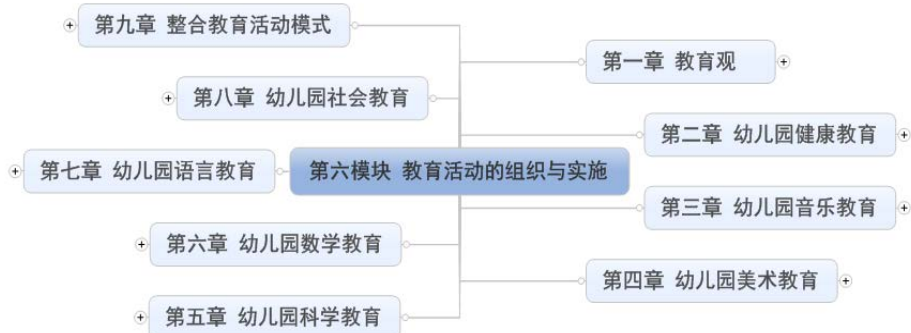 第九章 整合教育活动模式
第一章 教育观
第八章 幼儿园社会教育
第二章 幼儿园健康教育
第七章 幼儿园语言教育
第六模块 教育活动的组织与实施
第三章 幼儿园音乐教育
第六章 幼儿园数学教育
第四章 幼儿园美术教育
第五章 幼儿园科学教育